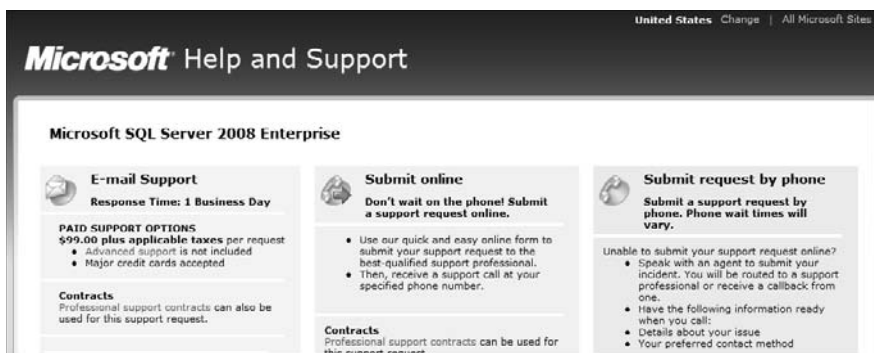 United States Change | All Microsoft Sites
Microsoft Help and Support
Microsoft SQL Server 2008 Enterprise
E-mail Support
Response Time: 1 Business Day
PAID SUPPORT OPTIONS
$99.00 plus applicable taxes per request
• Advanced support is not included
• Major credit cards accepted
Contracts
Professional support contracts can also be
used for this support request.
Submit online
Don't wait on the phone! Submit
a support request online.
• Use our quick and easy online form to
submit your support request to the
best-qualified support professional.
• Then, receive a support call at your
specified phone number.
Contracts
Professional support contracts can be used for
this support request
Submit request by phone
Submit a support request by
phone. Phone wait times will
vary.
Unable to submit your support request online?
• Speak with an agent to submit your
incident. You will be routed to a support
professional or receive a callback from
one.
• Have the following information ready
when you call:
• Details about your issue
• Your preferred contact method